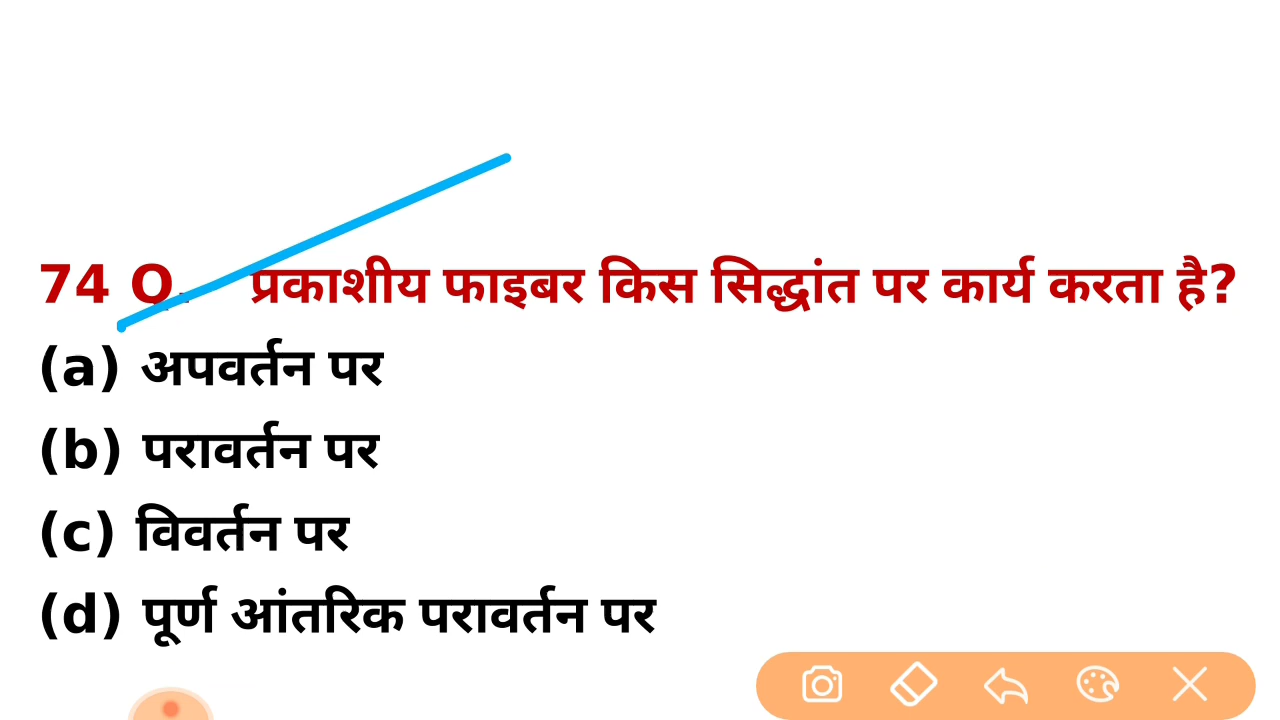 74 Q. प्रकाशीय फाइबर किस सिद्धांत पर कार्य करता है?
(a) अपवर्तन पर
(b) परावर्तन पर
(c) विवर्तन पर
(d) पूर्ण आंतरिक परावर्तन पर